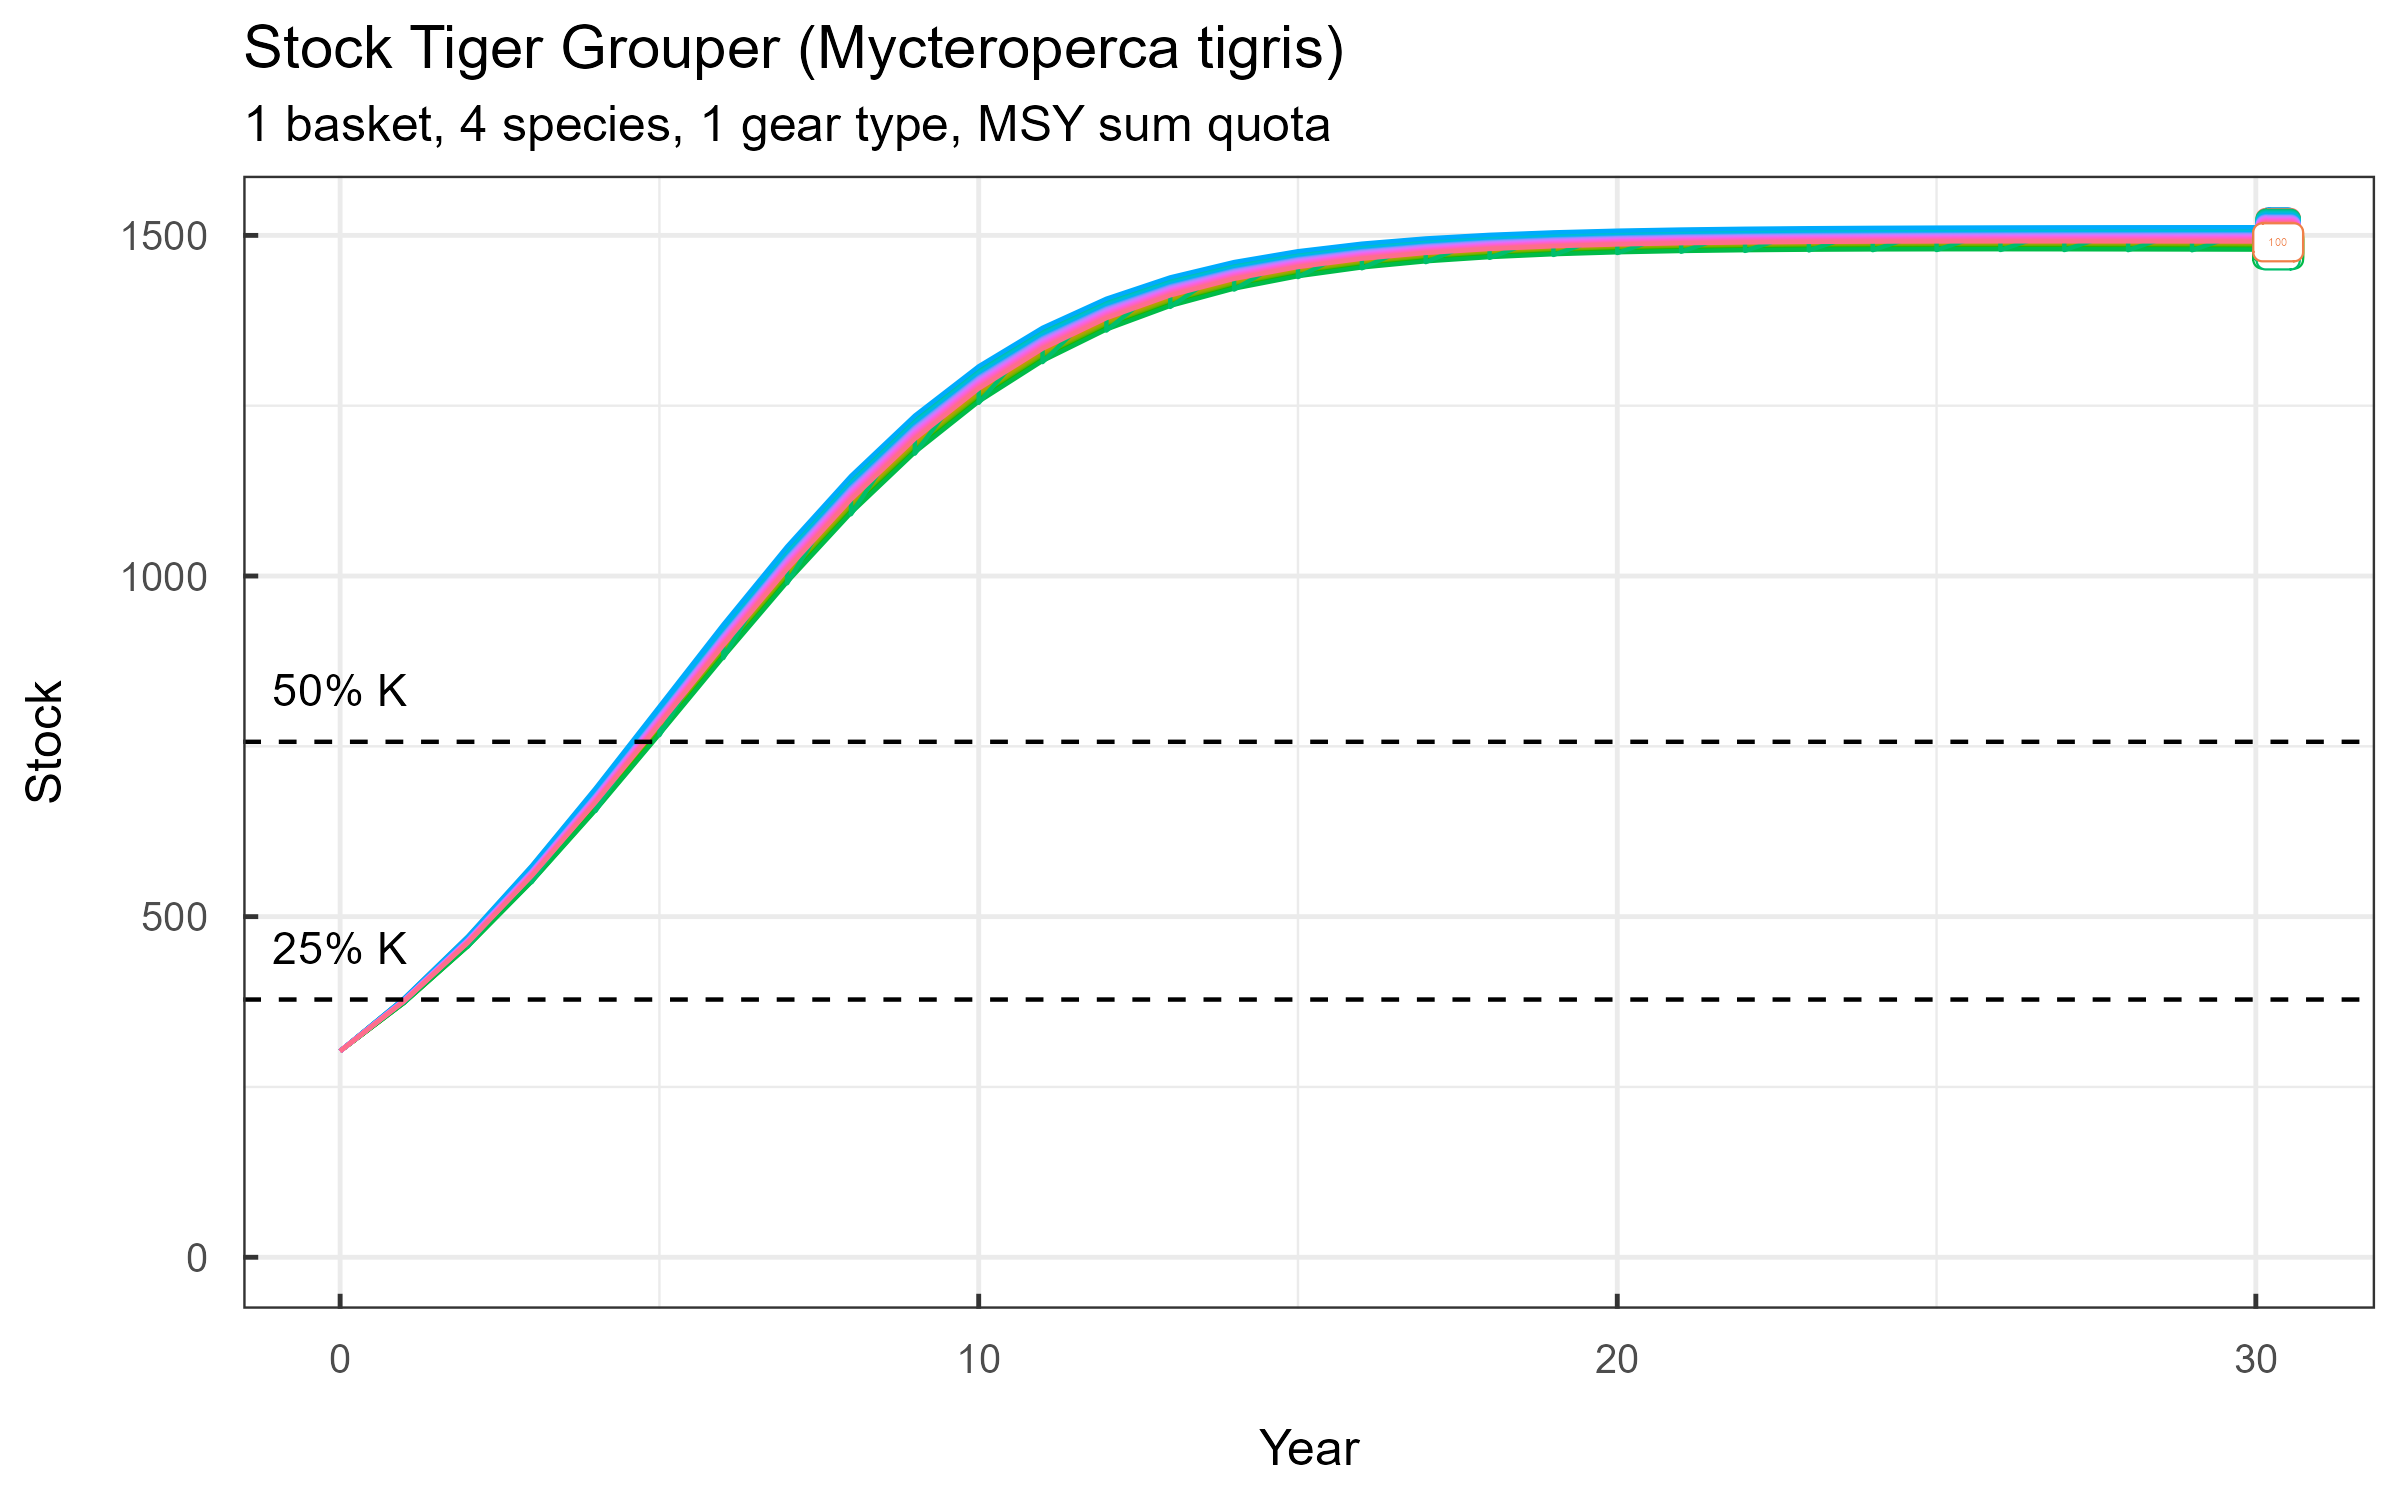 Stock Tiger Grouper (Mycteroperca tigris)
1 basket, 4 species, 1 gear type, MSY sum quota
1500
100
1000
50% K
Stock
500
25% K
0
0 10 20 30
Year